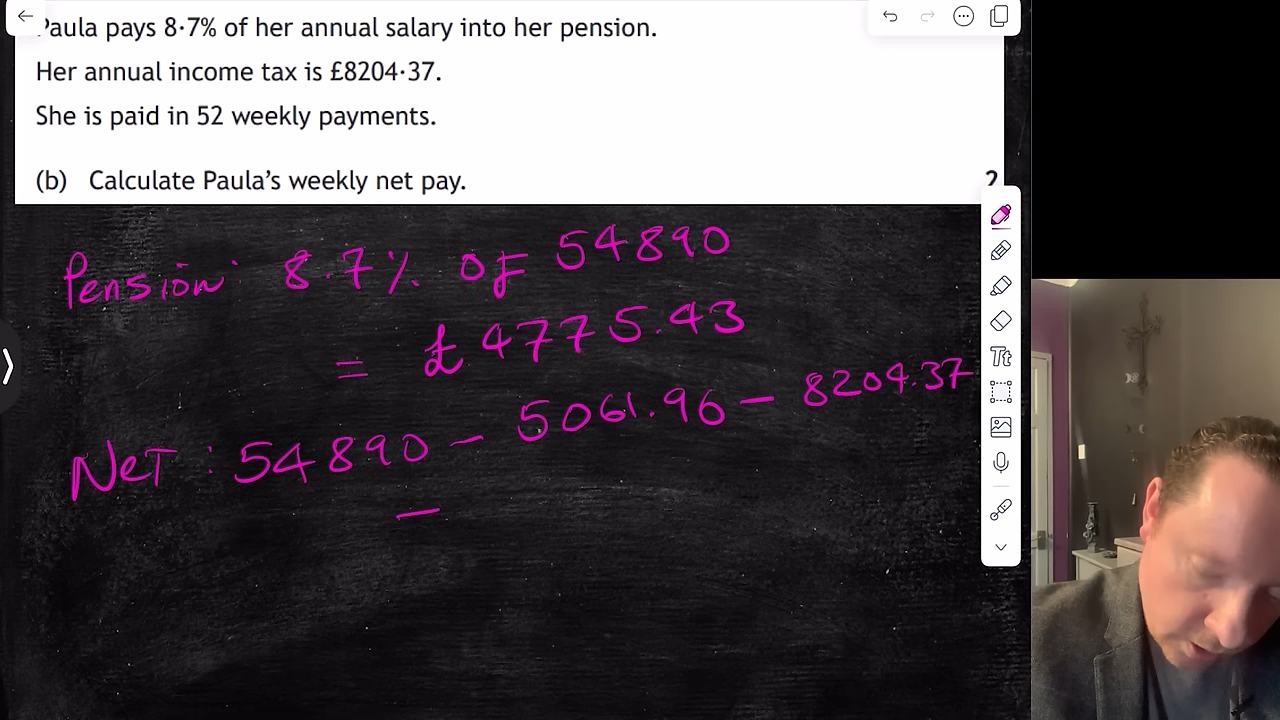 Paula pays 8·7% of her annual salary into her pension.
Her annual income tax is £8204·37.
She is paid in 52 weekly payments.
(b) Calculate Paula's weekly net pay. 2
Pension: 8.7% of 54890
= £4775.43
Net: 54890 - 5061.96 - 8204.37
Tt